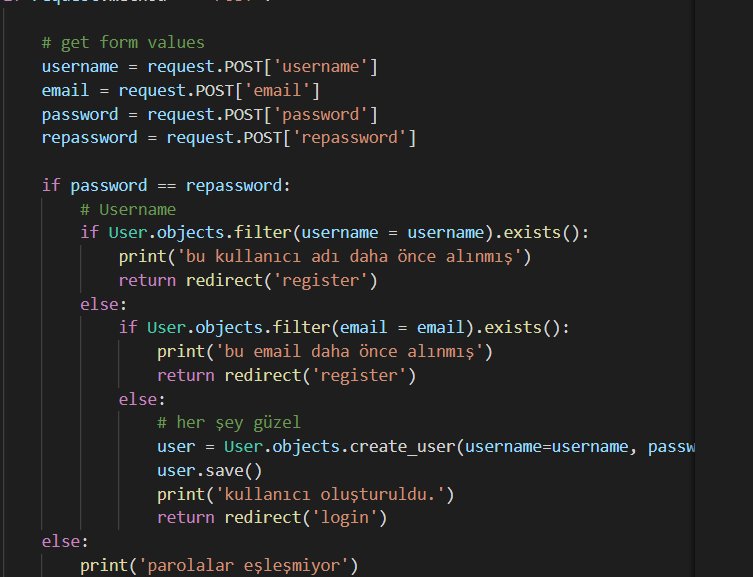 # get form values
username = request.POST['username']
email = request.POST['email']
password = request.POST['password']
repassword = request.POST['repassword']
if password == repassword:
# Username
if User.objects.filter(username = username).exists():
print('bu kullanıcı adı daha önce alınmış')
return redirect('register')
else:
if User.objects.filter(email = email).exists():
print('bu email daha önce alınmış')
return redirect('register')
else:
# her şey güzel
user = User.objects.create_user(username=username, passw
user.save()
print('kullanıcı oluşturuldu.')
return redirect('login')
else:
print('parolalar eşleşmiyor')